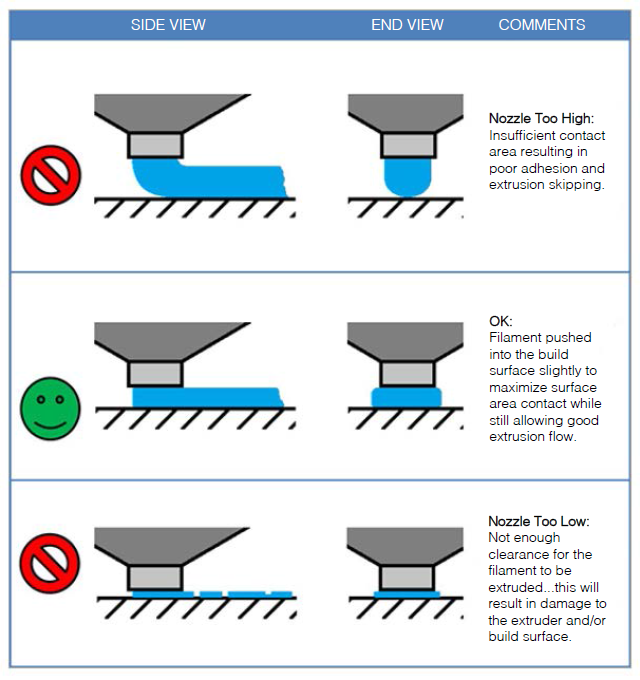 SIDE VIEW
END VIEW
COMMENTS
Nozzle Too High:
Insufficient contact
area resulting in
poor adhesion and
extrusion skipping.
OK:
Filament pushed
into the build
surface slightly to
maximize surface
area contact while
still allowing good
extrusion flow.
Nozzle Too Low:
Not enough
clearance for the
filament to be
extruded...this will
result in damage to
the extruder and/or
build surface.